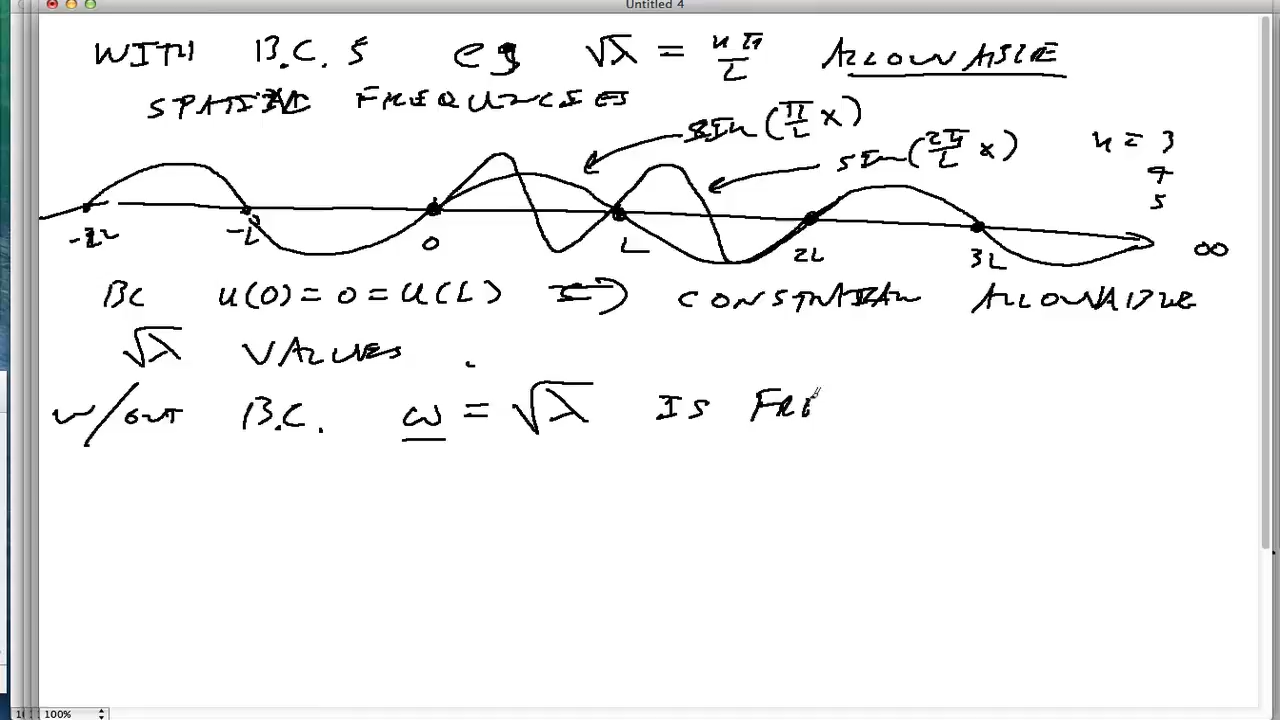 Untitled 4
WITH B.C.S eg √λ = nπ/L ALLOWABLE
SPATIAL FREQUENCIES
SIN (π/L x)
SIN (2π/L x)
n = 3
4
5
-2L -L 0 L 2L 3L ∞
BC u(0) = 0 = u(L) ⇔ CONSTRAIN ALLOWABLE
√λ VALUES.
w/out B.C. ω = √λ IS FRE
100%